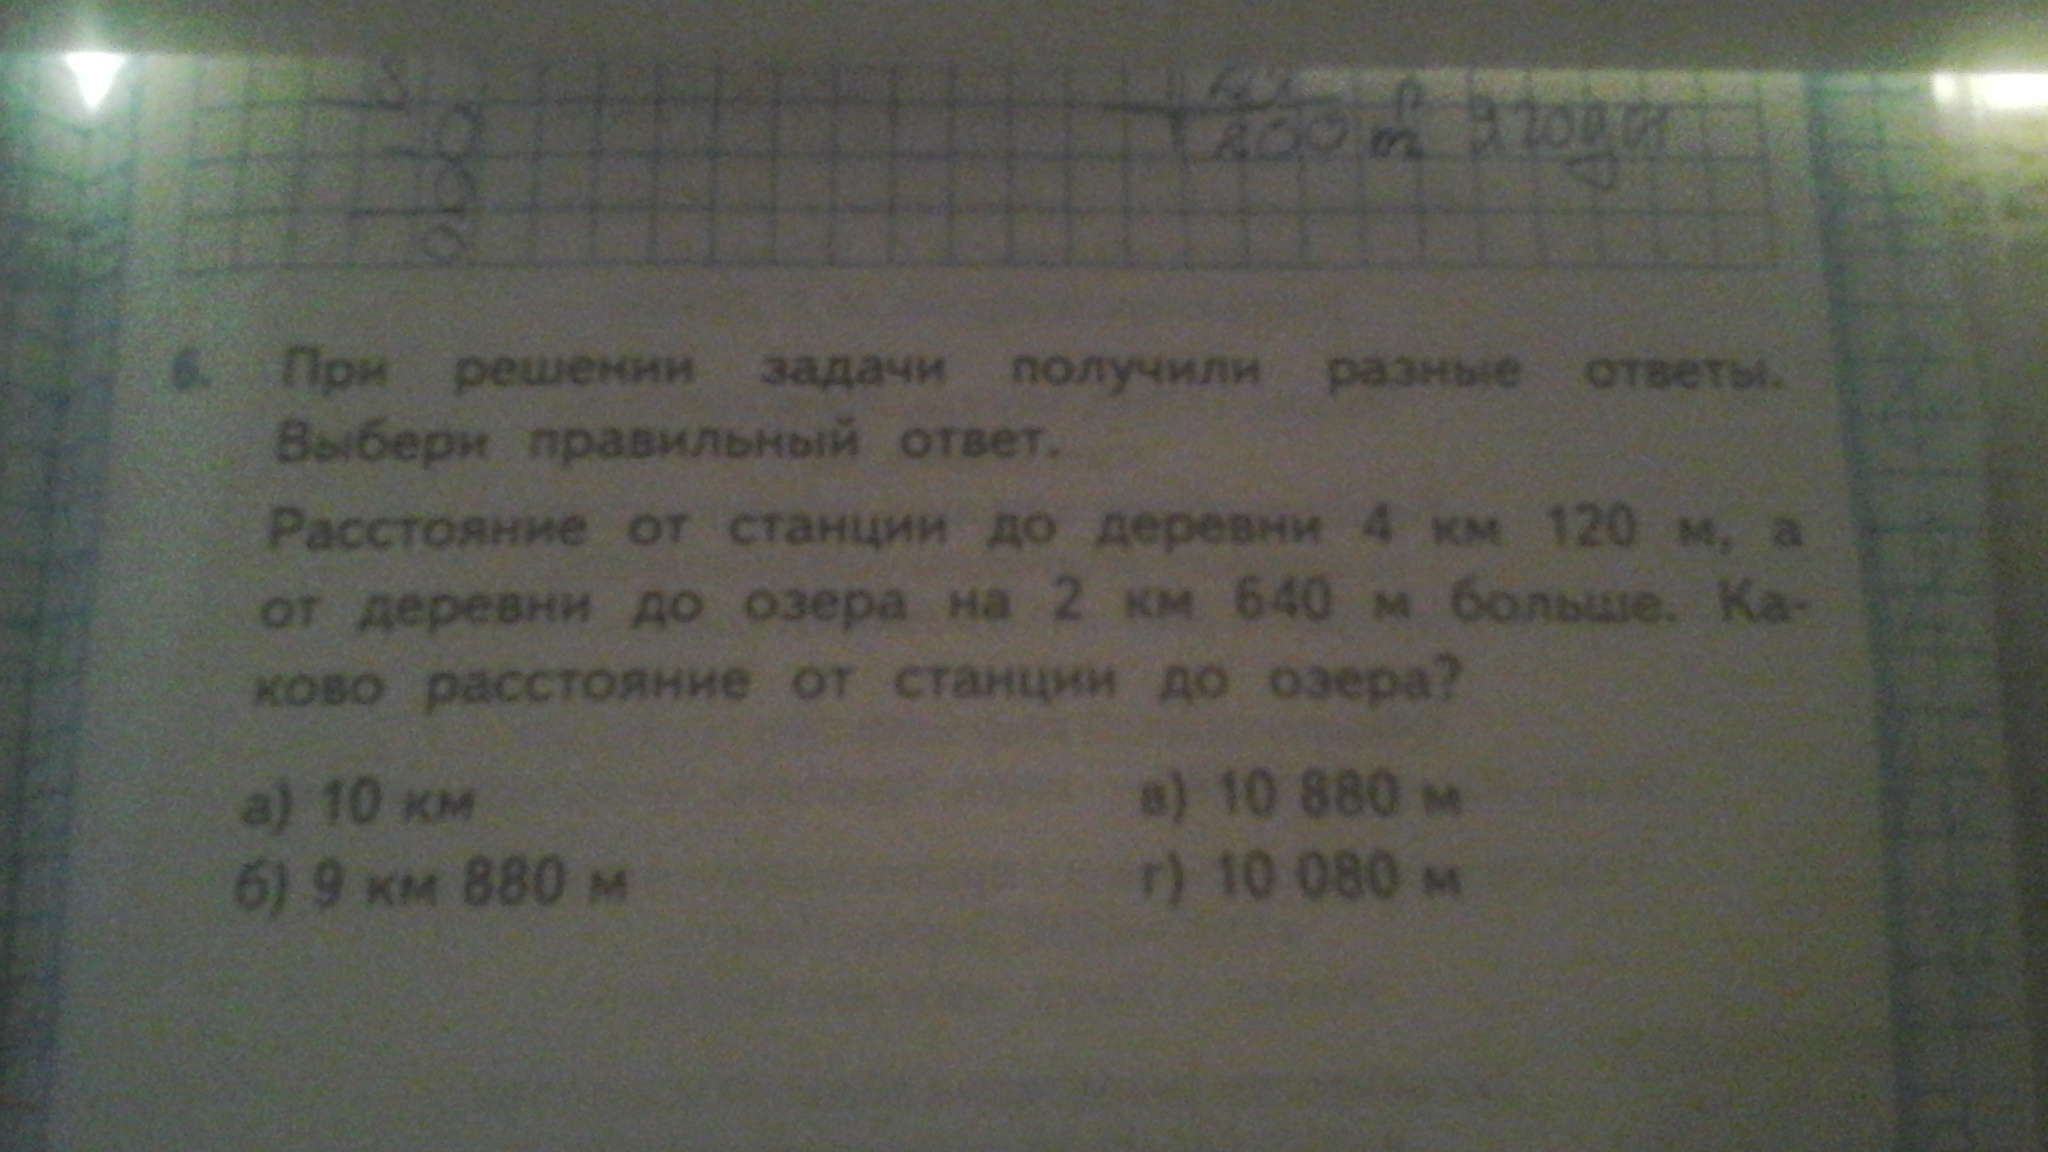 200 м²
6. При решении задачи получили разные ответы.
Выбери правильный ответ.
Расстояние от станции до деревни 4 км 120 м, а
от деревни до озера на 2 км 640 м больше. Ка-
ково расстояние от станции до озера?
а) 10 км в) 10 880 м
б) 9 км 880 м г) 10 080 м